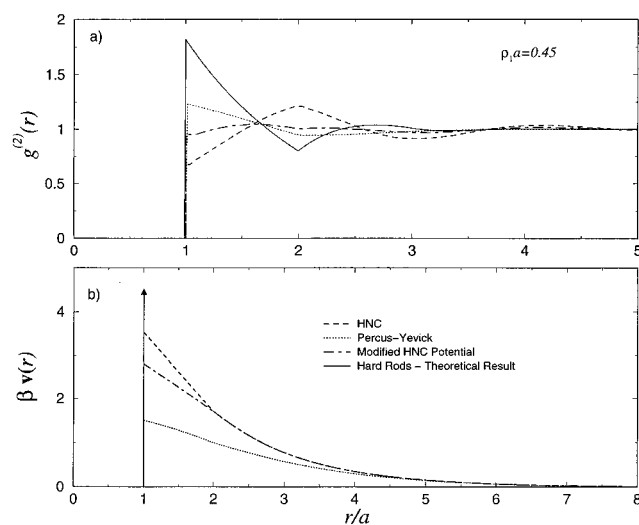 2
a)
ρ₁a=0.45
1.5
g⁽²⁾(r)
1
0.5
0
0 1 2 3 4 5
b)
4
HNC
Percus-Yevick
Modified HNC Potential
Hard Rods - Theoretical Result
β v(r)
2
0
0 1 2 3 4 5 6 7 8
r/a